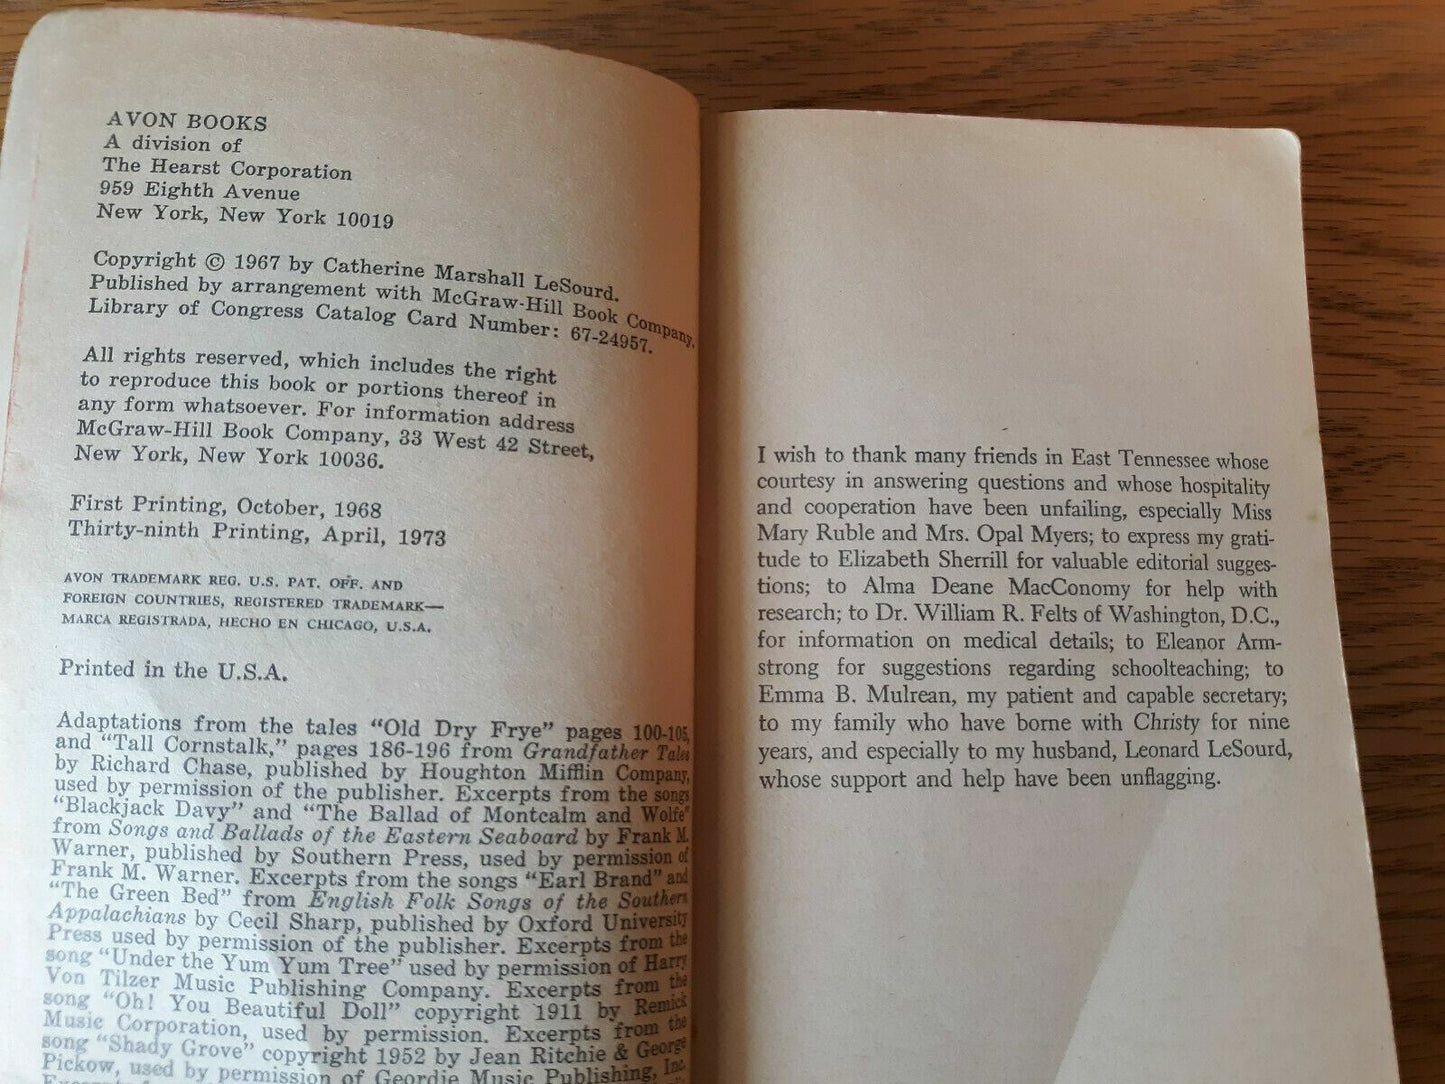 AVON BOOKS
A division of
The Hearst Corporation
959 Eighth Avenue
New York, New York 10019
Copyright © 1967 by Catherine Marshall LeSourd.
Published by arrangement with McGraw-Hill Book Company.
Library of Congress Catalog Card Number: 67-24957.
All rights reserved, which includes the right
to reproduce this book or portions thereof in
any form whatsoever. For information address
McGraw-Hill Book Company, 33 West 42 Street,
New York, New York 10036.
First Printing, October, 1968
Thirty-ninth Printing, April, 1973
AVON TRADEMARK REG. U.S. PAT. OFF. AND
FOREIGN COUNTRIES, REGISTERED TRADEMARK—
MARCA REGISTRADA, HECHO EN CHICAGO, U.S.A.
Printed in the U.S.A.
Adaptations from the tales "Old Dry Frye" pages 100-105,
and "Tall Cornstalk," pages 186-196 from Grandfather Tales
by Richard Chase, published by Houghton Mifflin Company,
used by permission of the publisher. Excerpts from the songs
"Blackjack Davy" and "The Ballad of Montcalm and Wolfe"
from Songs and Ballads of the Eastern Seaboard by Frank M.
Warner, published by Southern Press, used by permission of
Frank M. Warner. Excerpts from the songs "Earl Brand" and
"The Green Bed" from English Folk Songs of the Southern
Appalachians by Cecil Sharp, published by Oxford University
Press used by permission of the publisher. Excerpts from the
song "Under the Yum Yum Tree" used by permission of Harry
Von Tilzer Music Publishing Company. Excerpts from the
song "Oh! You Beautiful Doll" copyright 1911 by Remick
Music Corporation, used by permission. Excerpts from the
song "Shady Grove" copyright 1952 by Jean Ritchie & George
Pickow, used by permission of Geordie Music Publishing, Inc.
I wish to thank many friends in East Tennessee whose
courtesy in answering questions and whose hospitality
and cooperation have been unfailing, especially Miss
Mary Ruble and Mrs. Opal Myers; to express my grati-
tude to Elizabeth Sherrill for valuable editorial sugges-
tions; to Alma Deane MacConomy for help with
research; to Dr. William R. Felts of Washington, D.C.,
for information on medical details; to Eleanor Arm-
strong for suggestions regarding schoolteaching; to
Emma B. Mulrean, my patient and capable secretary;
to my family who have borne with Christy for nine
years, and especially to my husband, Leonard LeSourd,
whose support and help have been unflagging.